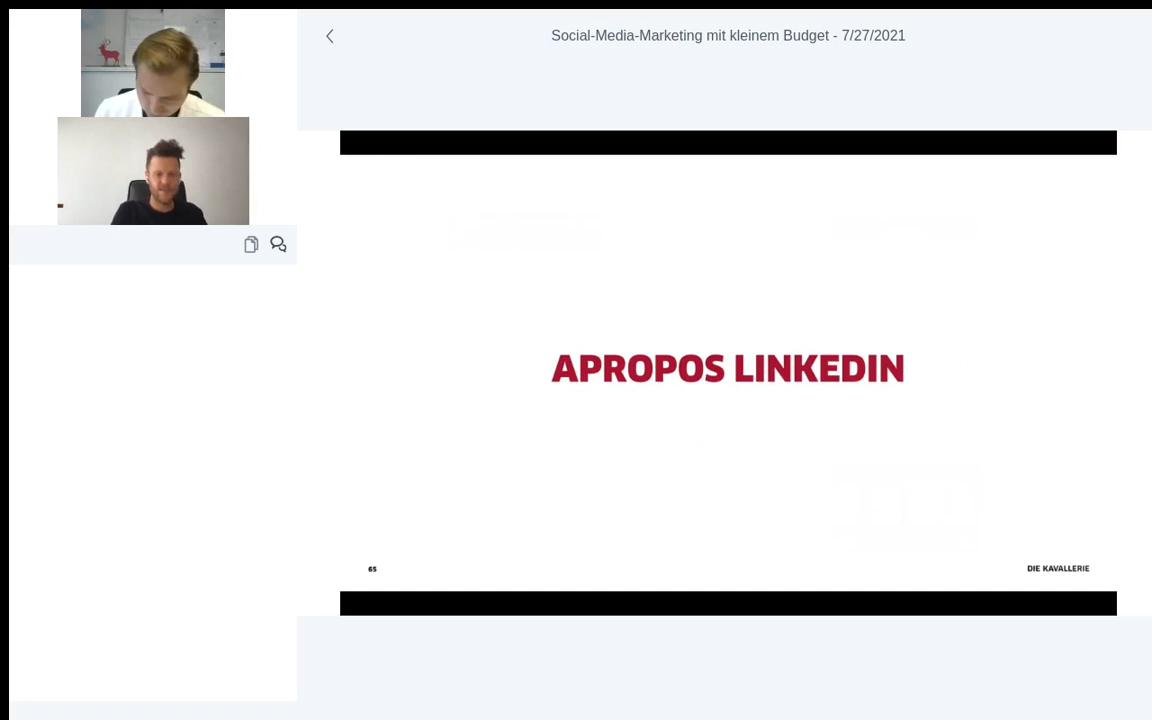 Social-Media-Marketing mit kleinem Budget - 7/27/2021
APROPOS LINKEDIN
65
DIE KAVALLERIE